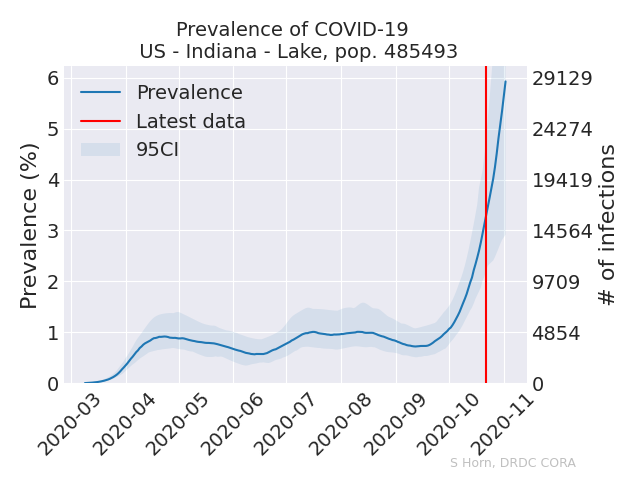 Prevalence of COVID-19
US - Indiana - Lake, pop. 485493
Prevalence
Latest data
95CI
Prevalence (%)
6
5
4
3
2
1
0
29129
24274
19419
14564
9709
4854
0
# of infections
2020-03
2020-04
2020-05
2020-06
2020-07
2020-08
2020-09
2020-10
2020-11
S Horn, DRDC CORA